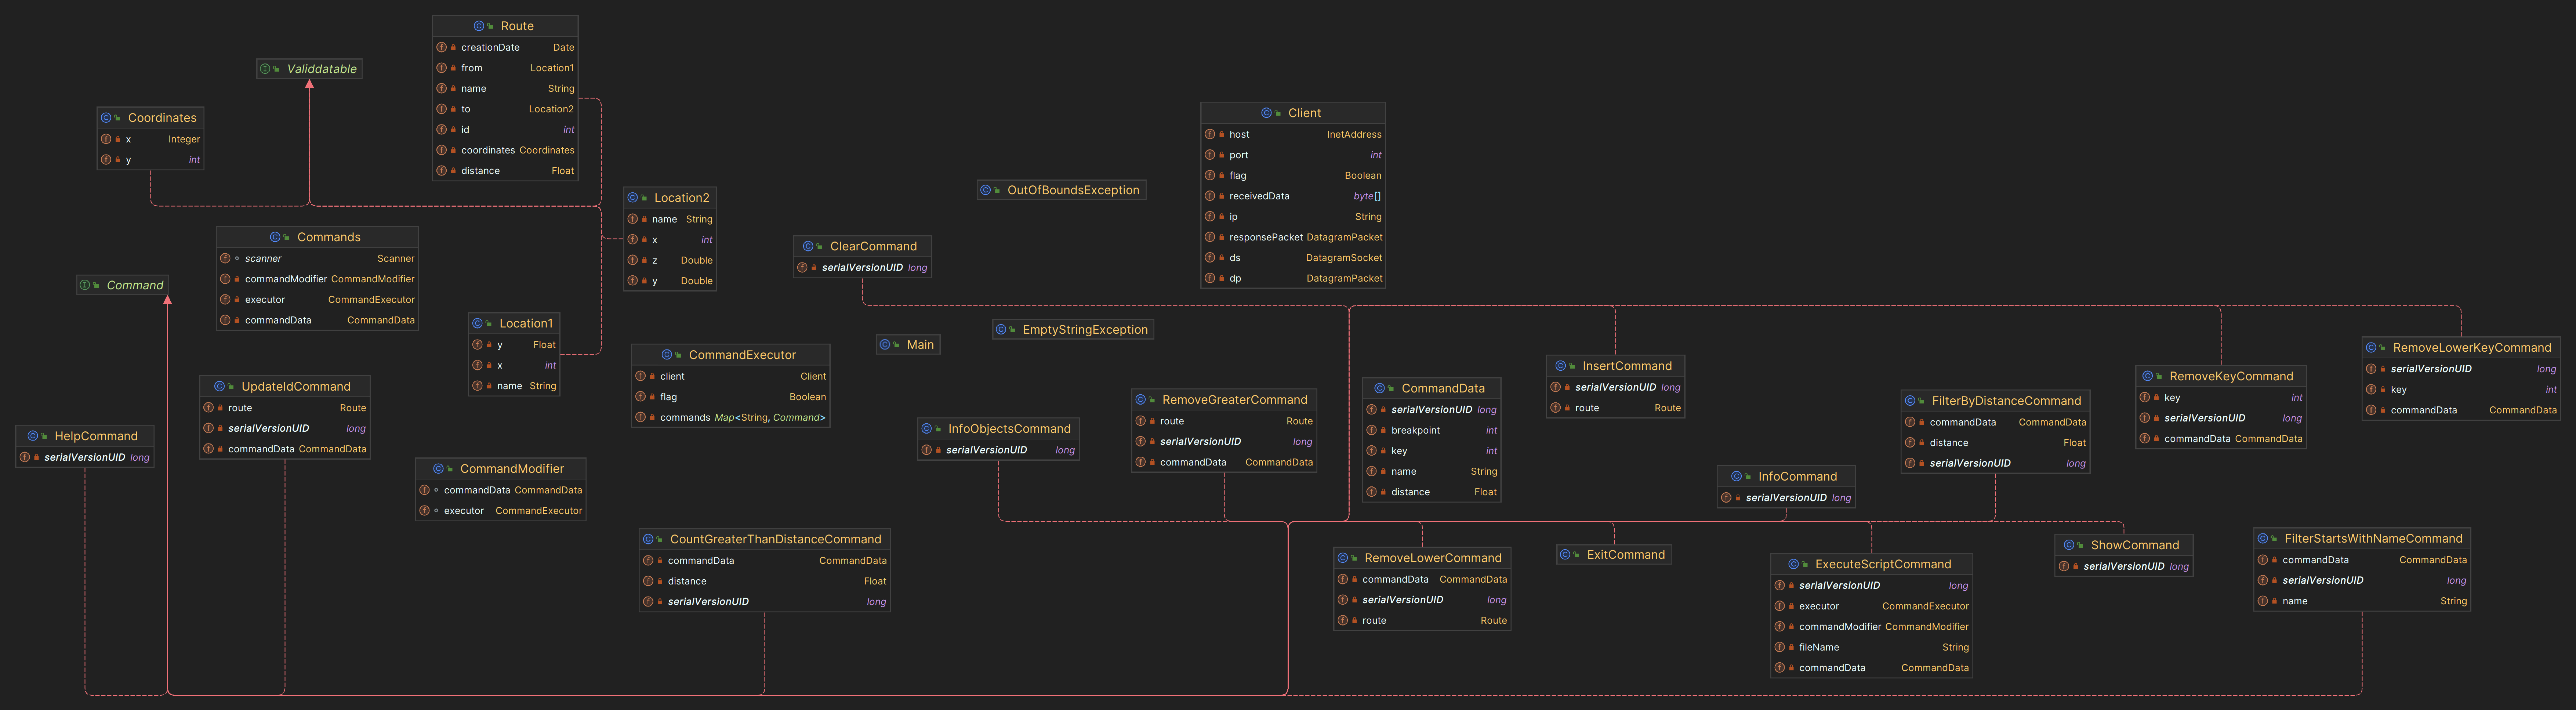 Route
creationDate Date
from Location1
name String
to Location2
id int
coordinates Coordinates
distance Float
Validdatable
Coordinates
x Integer
y int
Client
host InetAddress
port int
flag Boolean
receivedData byte[]
ip String
responsePacket DatagramPacket
ds DatagramSocket
dp DatagramPacket
OutOfBoundsException
Location2
name String
x int
z Double
y Double
Commands
scanner Scanner
commandModifier CommandModifier
executor CommandExecutor
commandData CommandData
ClearCommand
serialVersionUID long
Command
Location1
y Float
x int
name String
EmptyStringException
Main
CommandExecutor
client Client
flag Boolean
commands Map<String, Command>
RemoveLowerKeyCommand
serialVersionUID long
key int
commandData CommandData
InsertCommand
serialVersionUID long
route Route
RemoveKeyCommand
key int
serialVersionUID long
commandData CommandData
UpdateIdCommand
route Route
serialVersionUID long
commandData CommandData
CommandData
serialVersionUID long
breakpoint int
key int
name String
distance Float
RemoveGreaterCommand
route Route
serialVersionUID long
commandData CommandData
FilterByDistanceCommand
commandData CommandData
distance Float
serialVersionUID long
InfoObjectsCommand
serialVersionUID long
HelpCommand
serialVersionUID long
CommandModifier
commandData CommandData
executor CommandExecutor
InfoCommand
serialVersionUID long
CountGreaterThanDistanceCommand
commandData CommandData
distance Float
serialVersionUID long
RemoveLowerCommand
commandData CommandData
serialVersionUID long
route Route
ExitCommand
ExecuteScriptCommand
serialVersionUID long
executor CommandExecutor
commandModifier CommandModifier
fileName String
commandData CommandData
ShowCommand
serialVersionUID long
FilterStartsWithNameCommand
commandData CommandData
serialVersionUID long
name String